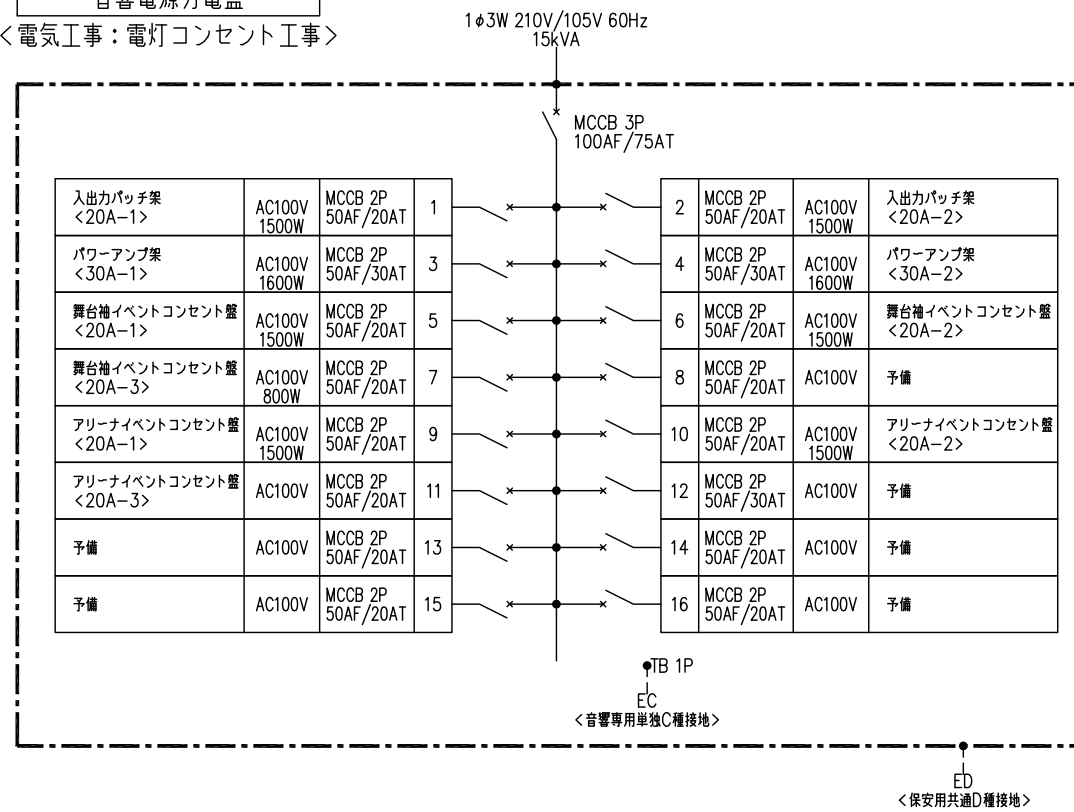 音響電源分電盤
<電気工事：電灯コンセント工事>
1φ3W 210V/105V 60Hz
15kVA
MCCB 3P
100AF/75AT
入出力パッチ架
<20A-1>
AC100V
1500W
MCCB 2P
50AF/20AT
1
2
MCCB 2P
50AF/20AT
AC100V
1500W
入出力パッチ架
<20A-2>
パワーアンプ架
<30A-1>
AC100V
1600W
MCCB 2P
50AF/30AT
3
4
MCCB 2P
50AF/30AT
AC100V
1600W
パワーアンプ架
<30A-2>
舞台袖イベントコンセント盤
<20A-1>
AC100V
1500W
MCCB 2P
50AF/20AT
5
6
MCCB 2P
50AF/20AT
AC100V
1500W
舞台袖イベントコンセント盤
<20A-2>
舞台袖イベントコンセント盤
<20A-3>
AC100V
800W
MCCB 2P
50AF/20AT
7
8
MCCB 2P
50AF/20AT
AC100V
予備
アリーナイベントコンセント盤
<20A-1>
AC100V
1500W
MCCB 2P
50AF/20AT
9
10
MCCB 2P
50AF/20AT
AC100V
1500W
アリーナイベントコンセント盤
<20A-2>
アリーナイベントコンセント盤
<20A-3>
AC100V
MCCB 2P
50AF/20AT
11
12
MCCB 2P
50AF/30AT
AC100V
予備
予備
AC100V
MCCB 2P
50AF/20AT
13
14
MCCB 2P
50AF/20AT
AC100V
予備
予備
AC100V
MCCB 2P
50AF/20AT
15
16
MCCB 2P
50AF/20AT
AC100V
予備
TB 1P
EC
<音響専用単独C種接地>
ED
<保安用共通D種接地>